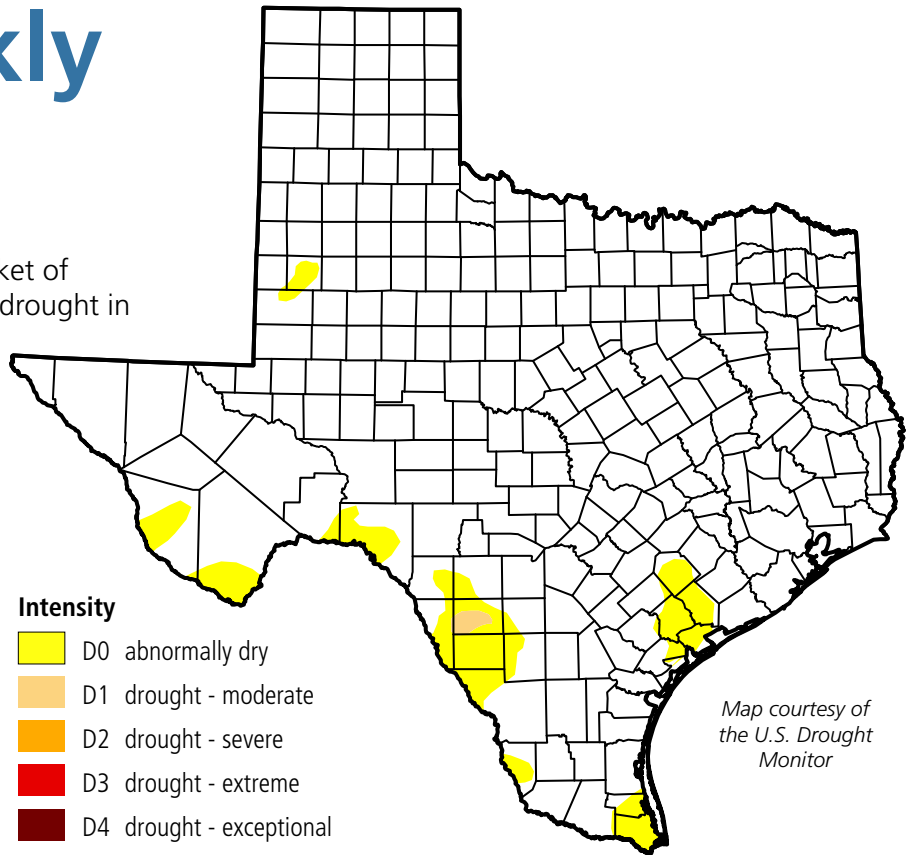 kly
ket of
drought in
Intensity
D0 abnormally dry
D1 drought - moderate
D2 drought - severe
D3 drought - extreme
D4 drought - exceptional
Map courtesy of
the U.S. Drought
Monitor